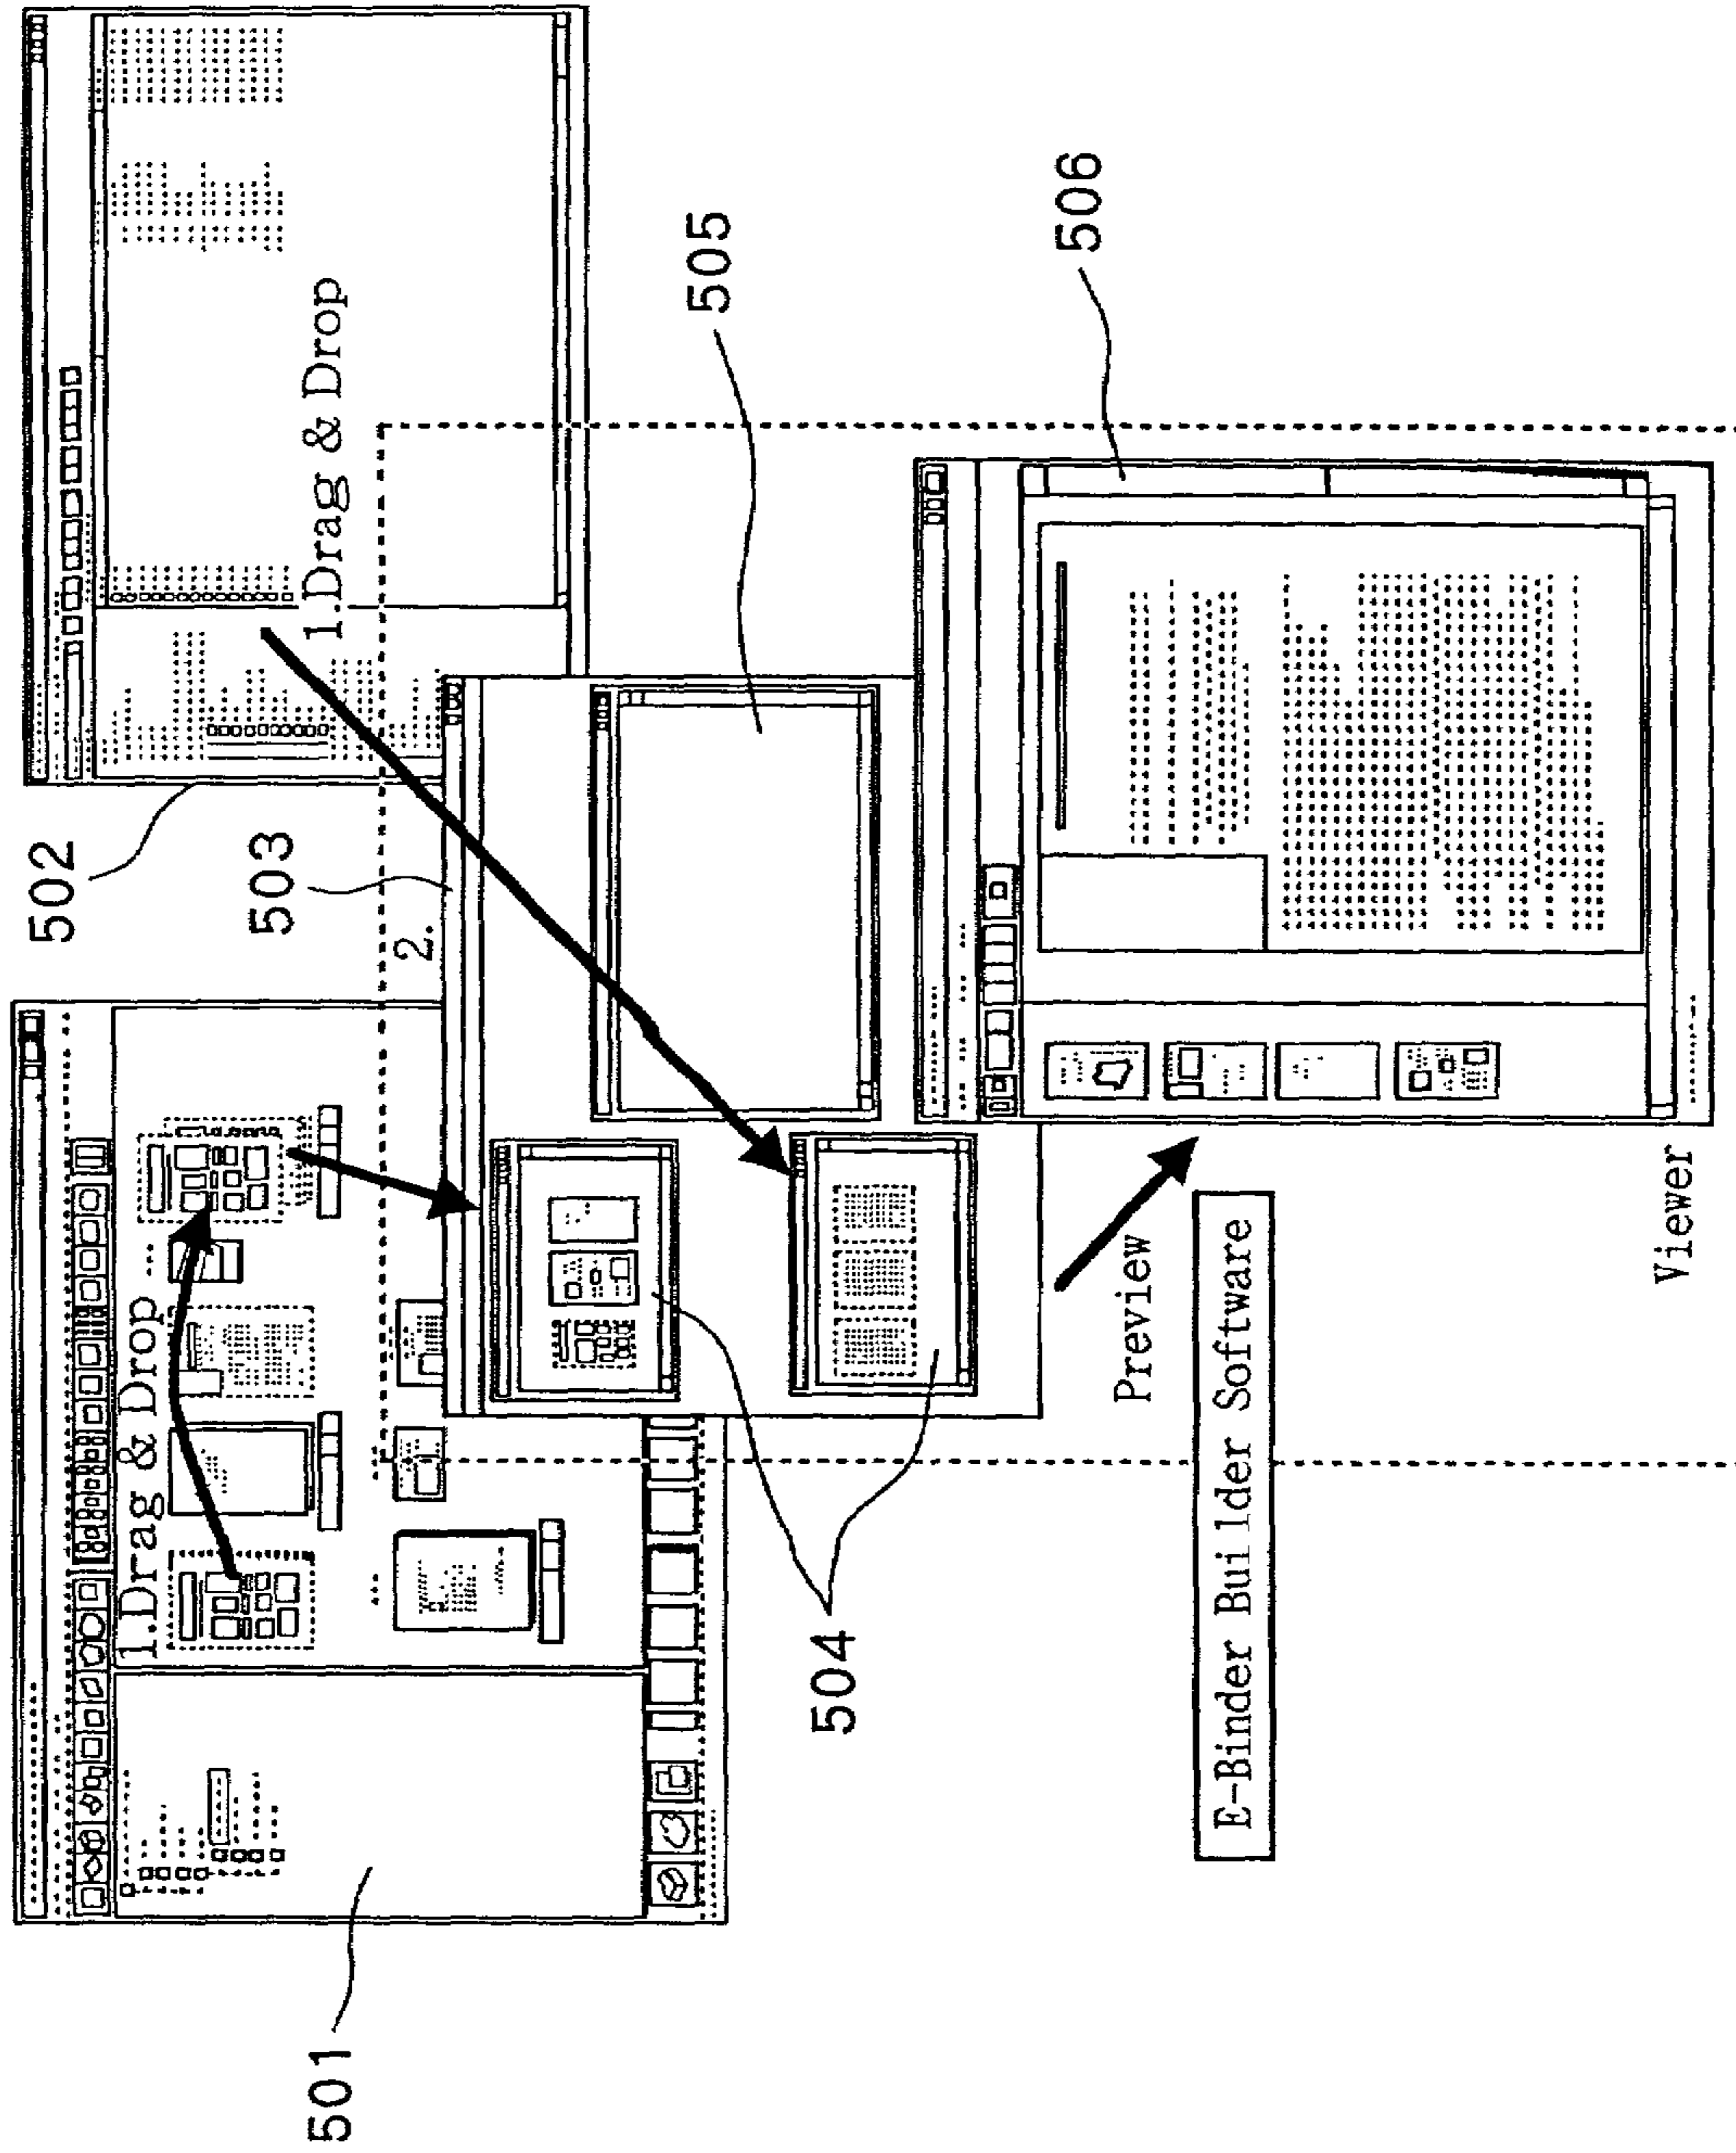 501
502
1.Drag & Drop
1.Drag & Drop
503
2.
504
505
506
Preview
E-Binder Builder Software
Viewer